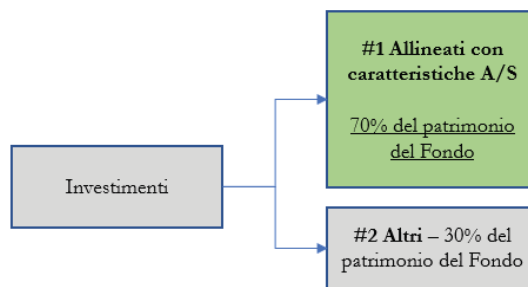 #1 Allineati con
caratteristiche A/S
70% del patrimonio
del Fondo
Investimenti
#2 Altri – 30% del
patrimonio del Fondo